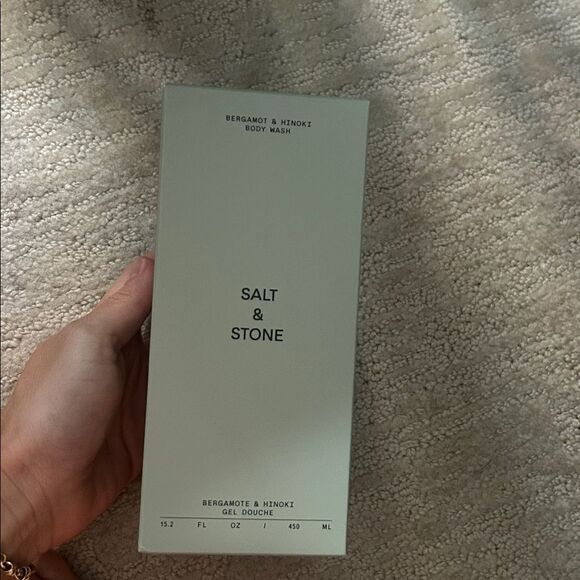 BERGAMOT & HINOKI
BODY WASH
SALT
&
STONE
BERGAMOTE & HINOKI
GEL DOUCHE
15.2 FL OZ / 450 ML